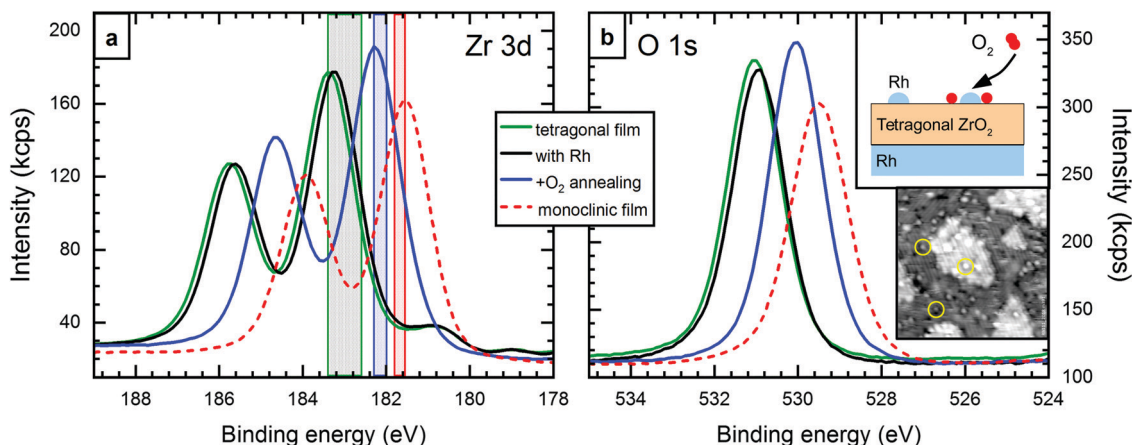 a
Zr 3d
Intensity (kcps)
200
160
120
80
40
188
186
184
182
180
178
Binding energy (eV)
tetragonal film
with Rh
+O₂ annealing
monoclinic film
b
O 1s
O₂
Rh
Tetragonal ZrO₂
Rh
350
300
250
200
150
100
Intensity (kcps)
534
532
530
528
526
524
Binding energy (eV)